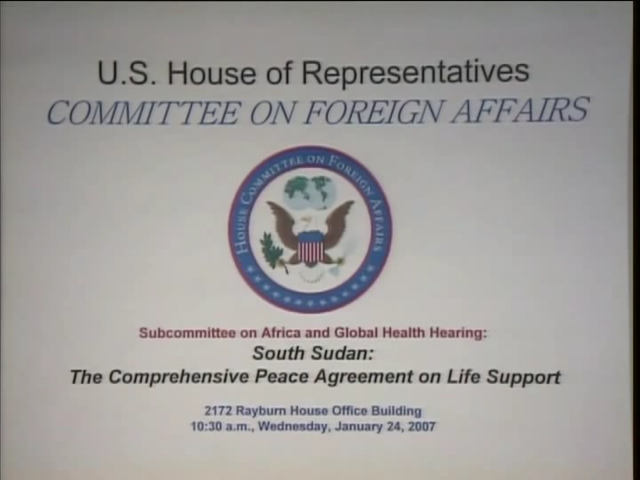 U.S. House of Representatives
COMMITTEE ON FOREIGN AFFAIRS
HOUSE COMMITTEE ON FOREIGN AFFAIRS
Subcommittee on Africa and Global Health Hearing:
South Sudan:
The Comprehensive Peace Agreement on Life Support
2172 Rayburn House Office Building
10:30 a.m., Wednesday, January 24, 2007